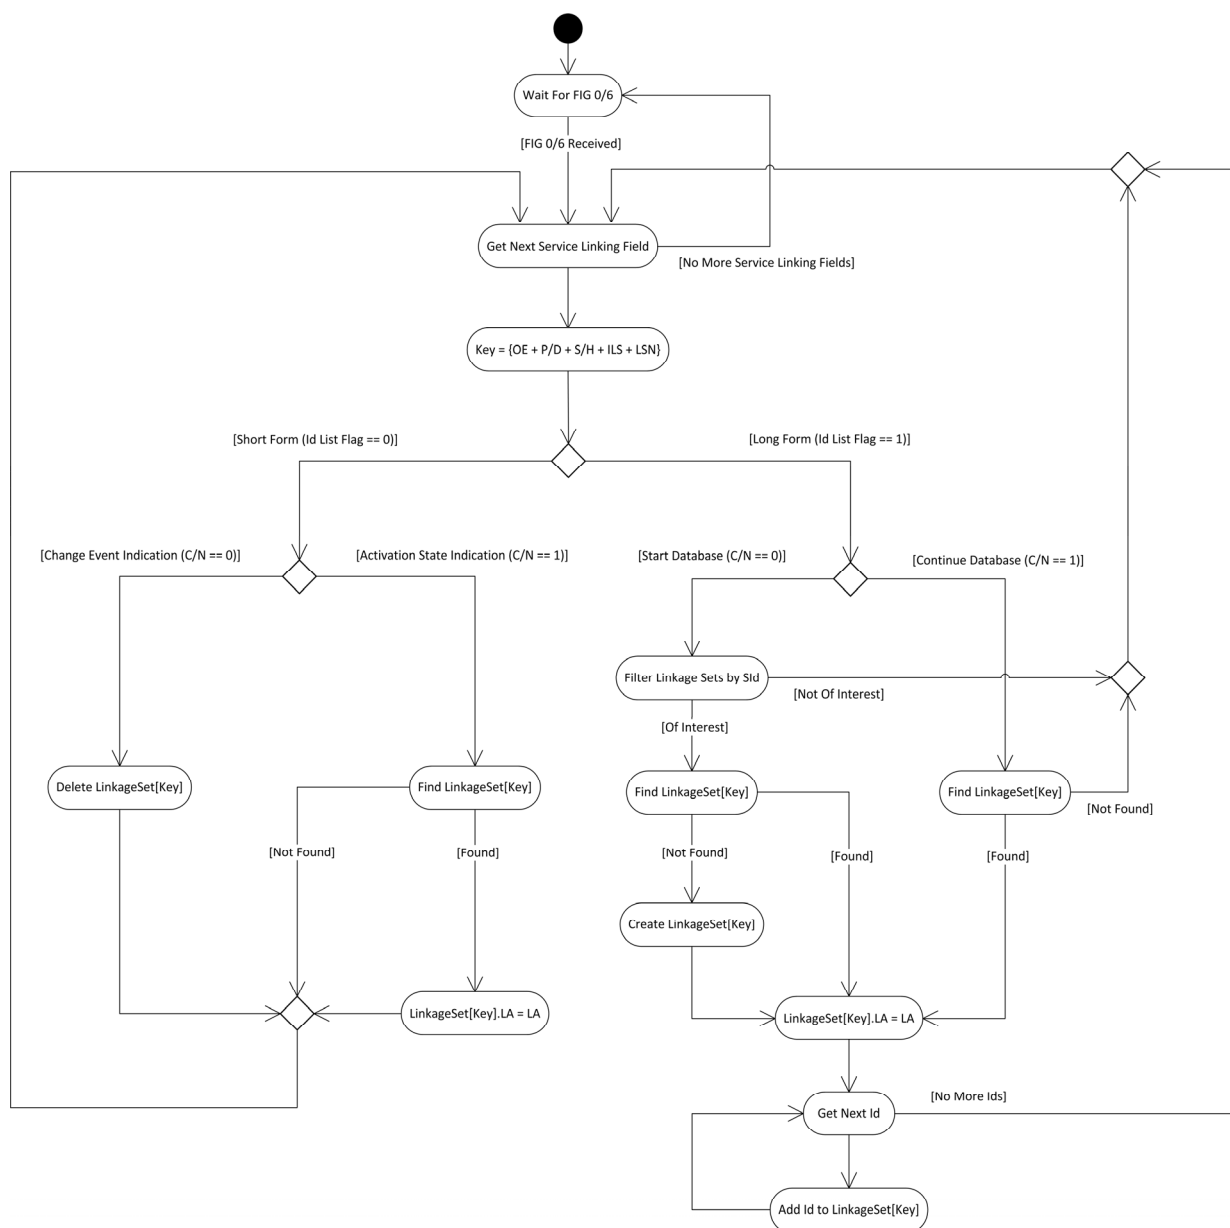 Wait For FIG 0/6
[FIG 0/6 Received]
Get Next Service Linking Field
[No More Service Linking Fields]
Key = {OE + P/D + S/H + ILS + LSN}
[Short Form (Id List Flag == 0)]
[Long Form (Id List Flag == 1)]
[Change Event Indication (C/N == 0)]
[Activation State Indication (C/N == 1)]
[Start Database (C/N == 0)]
[Continue Database (C/N == 1)]
Filter Linkage Sets by SId
[Not Of Interest]
[Of Interest]
Delete LinkageSet[Key]
Find LinkageSet[Key]
Find LinkageSet[Key]
Find LinkageSet[Key]
[Not Found]
[Not Found]
[Found]
[Not Found]
[Found]
[Found]
Create LinkageSet[Key]
LinkageSet[Key].LA = LA
LinkageSet[Key].LA = LA
Get Next Id
[No More Ids]
Add Id to LinkageSet[Key]